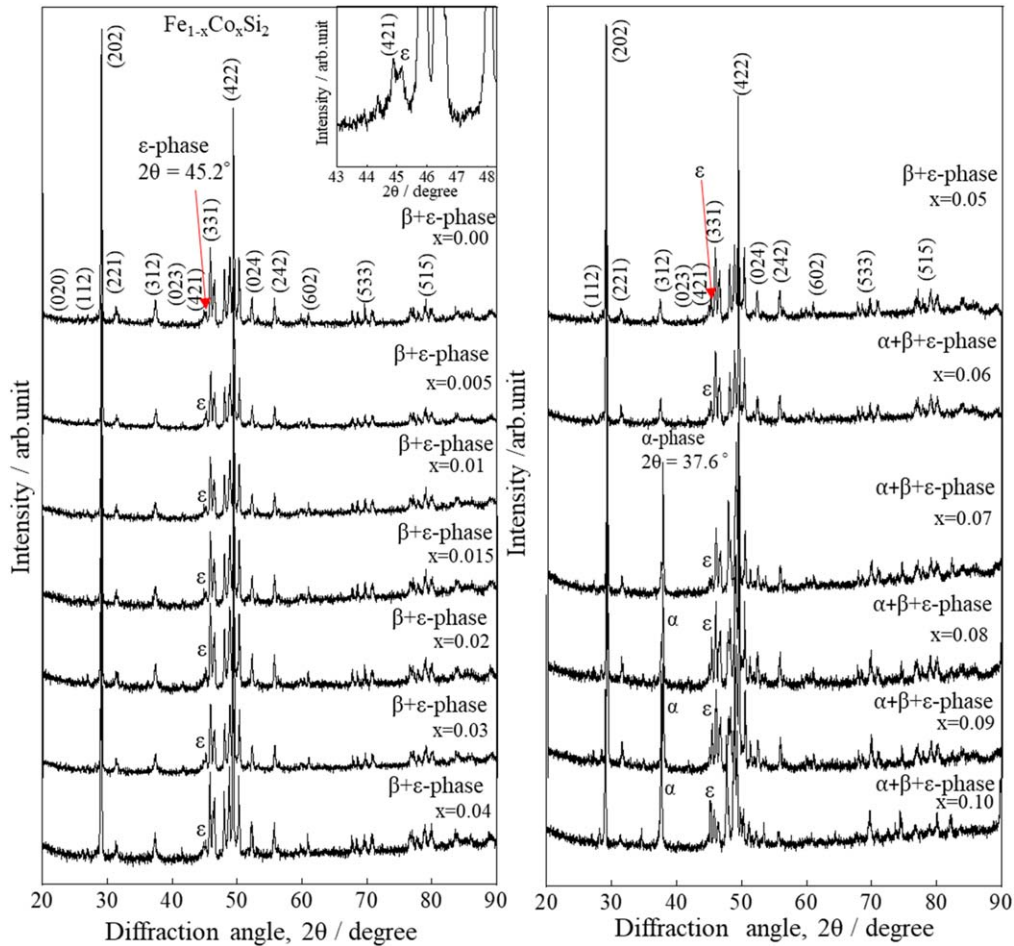 Fe1-xCoxSi2
(202)
(422)
ε-phase
2θ = 45.2°
(331)
(020)
(112)
(221)
(312)
(023)
(421)
(024)
(242)
(602)
(533)
(515)
Intensity / arb.unit
(421)
ε
43 44 45 46 47 48
2θ / degree
β+ε-phase
x=0.00
β+ε-phase
x=0.005
ε
β+ε-phase
x=0.01
ε
β+ε-phase
x=0.015
ε
β+ε-phase
x=0.02
ε
β+ε-phase
x=0.03
ε
β+ε-phase
x=0.04
ε
Intensity / arb.unit
20 30 40 50 60 70 80 90
Diffraction angle, 2θ / degree
(202)
(422)
ε
(331)
(112)
(221)
(312)
(023)
(421)
(024)
(242)
(602)
(533)
(515)
β+ε-phase
x=0.05
α+β+ε-phase
x=0.06
ε
α-phase
2θ = 37.6°
α+β+ε-phase
x=0.07
ε
α+β+ε-phase
x=0.08
α
ε
α+β+ε-phase
x=0.09
α
ε
α+β+ε-phase
x=0.10
α
ε
Intensity / arb.unit
20 30 40 50 60 70 80 90
Diffraction angle, 2θ / degree